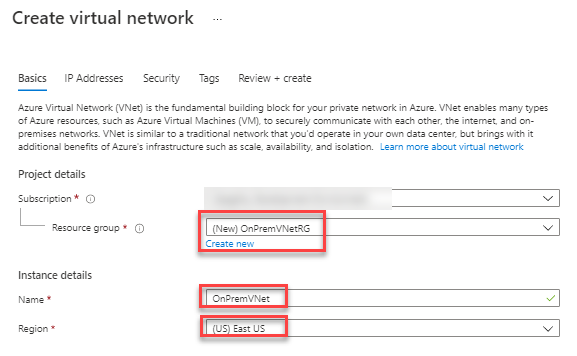 Create virtual network ...
Basics IP Addresses Security Tags Review + create
Azure Virtual Network (VNet) is the fundamental building block for your private network in Azure. VNet enables many types
of Azure resources, such as Azure Virtual Machines (VM), to securely communicate with each other, the internet, and on-
premises networks. VNet is similar to a traditional network that you'd operate in your own data center, but brings with it
additional benefits of Azure's infrastructure such as scale, availability, and isolation. Learn more about virtual network
Project details
Subscription *
Resource group * (New) OnPremVNetRG
Create new
Instance details
Name * OnPremVNet
Region * (US) East US